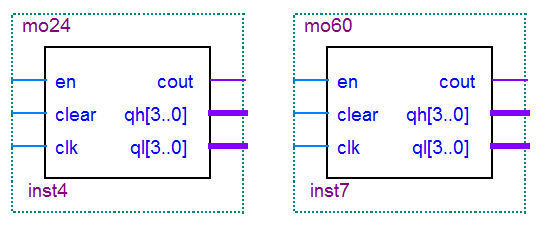 mo24
en cout
clear qh[3..0]
clk ql[3..0]
inst4
mo60
en cout
clear qh[3..0]
clk ql[3..0]
inst7